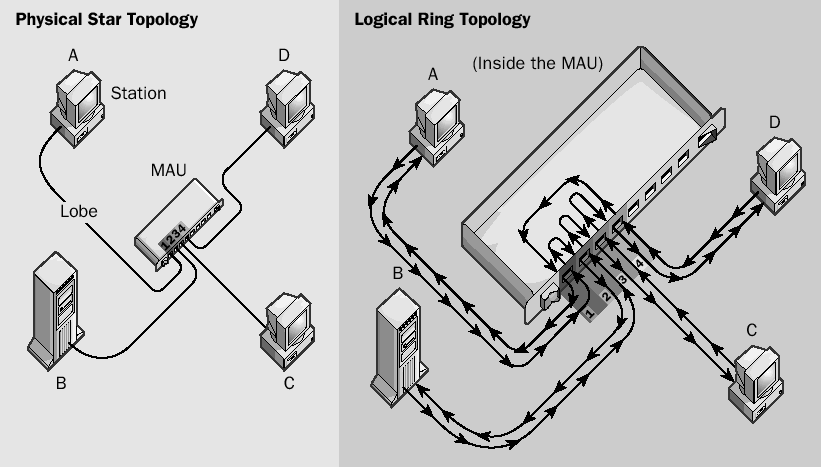 Physical Star Topology
A
D
Station
MAU
Lobe
1234
B
C
Logical Ring Topology
(Inside the MAU)
A
D
B
1
2
3
4
C